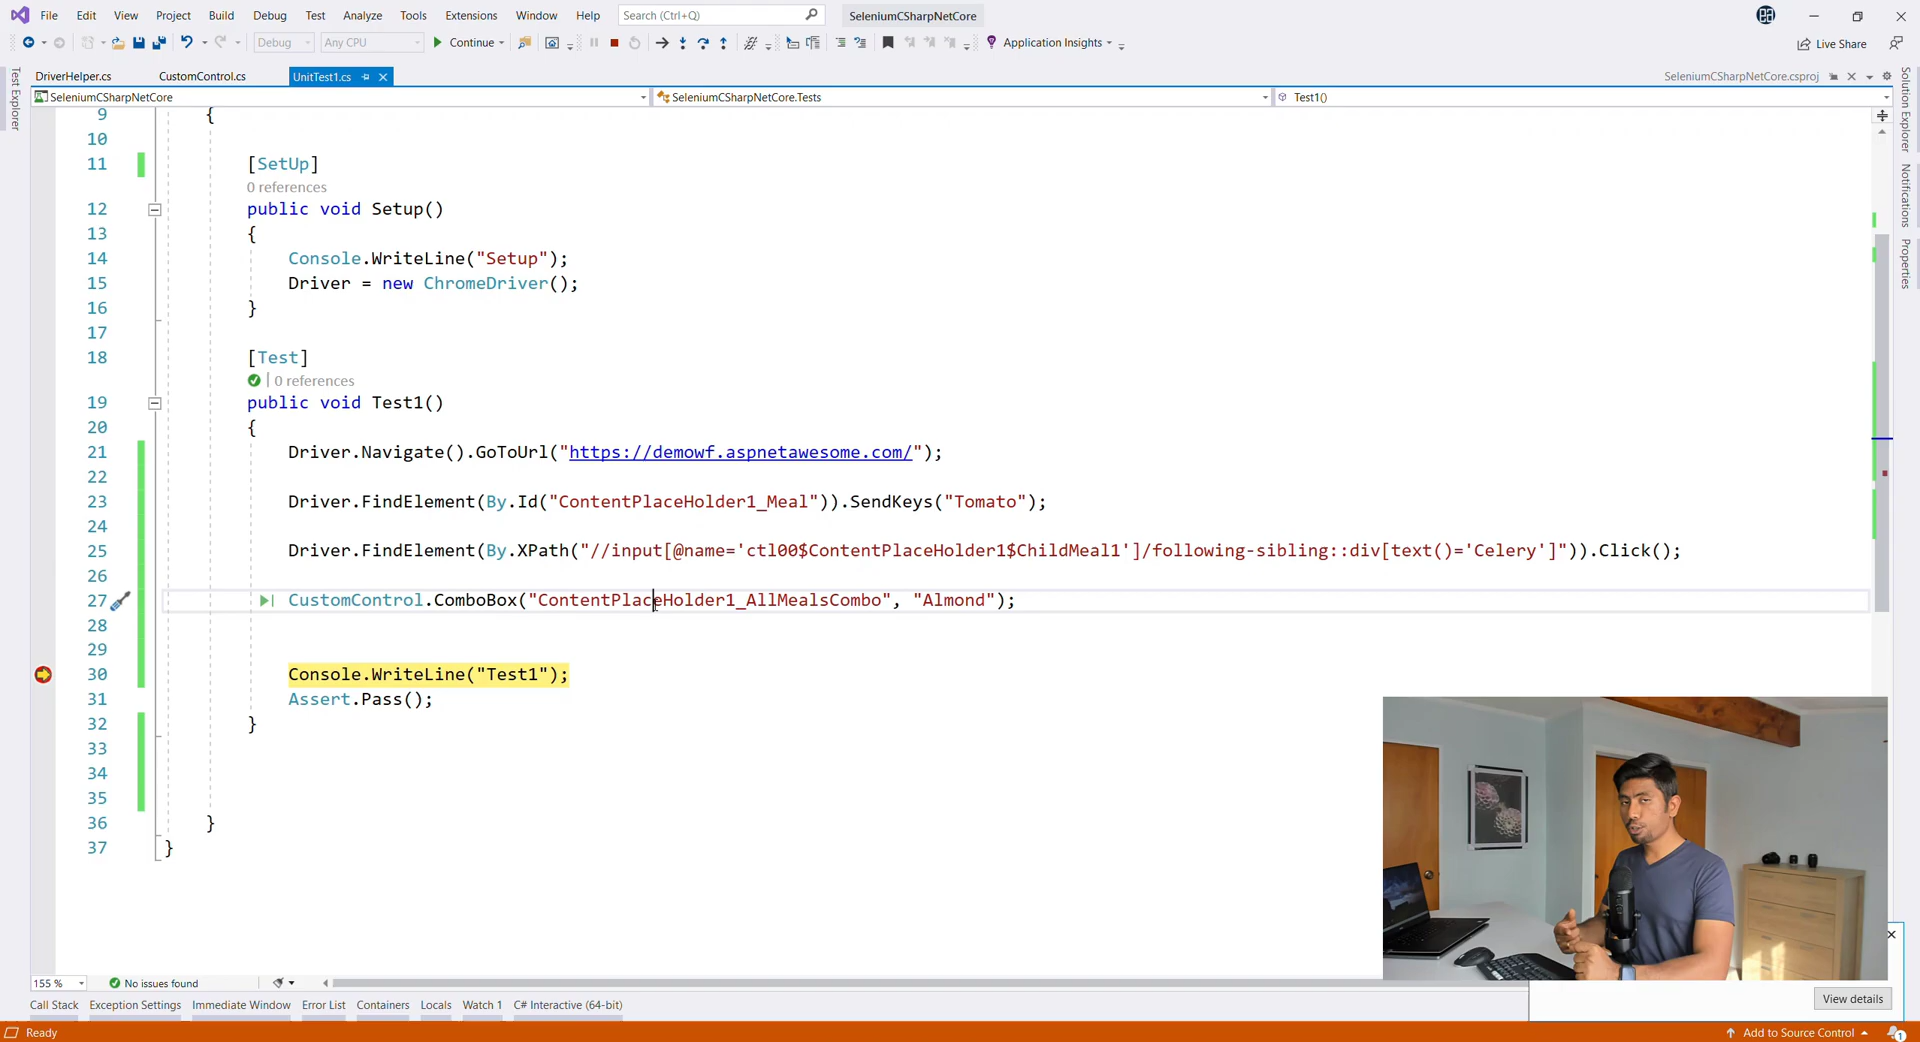 File Edit View Project Build Debug Test Analyze Tools Extensions Window Help Search (Ctrl+Q) SeleniumCSharpNetCore
Debug Any CPU Continue Application Insights Live Share
DriverHelper.cs CustomControl.cs UnitTest1.cs SeleniumCSharpNetCore.csproj
SeleniumCSharpNetCore SeleniumCSharpNetCore.Tests Test1()
Test Explorer
Solution Explorer
Notifications
Properties
9 {
10
11 [SetUp]
0 references
12 public void Setup()
13 {
14 Console.WriteLine("Setup");
15 Driver = new ChromeDriver();
16 }
17
18 [Test]
0 references
19 public void Test1()
20 {
21 Driver.Navigate().GoToUrl("https://demowf.aspnetawesome.com/");
22
23 Driver.FindElement(By.Id("ContentPlaceHolder1_Meal")).SendKeys("Tomato");
24
25 Driver.FindElement(By.XPath("//input[@name='ctl00$ContentPlaceHolder1$ChildMeal1']/following-sibling::div[text()='Celery']")).Click();
26
27 CustomControl.ComboBox("ContentPlaceHolder1_AllMealsCombo", "Almond");
28
29
30 Console.WriteLine("Test1");
31 Assert.Pass();
32 }
33
34
35
36 }
37 }
155 % No issues found
View details
Call Stack Exception Settings Immediate Window Error List Containers Locals Watch 1 C# Interactive (64-bit)
Ready Add to Source Control 1